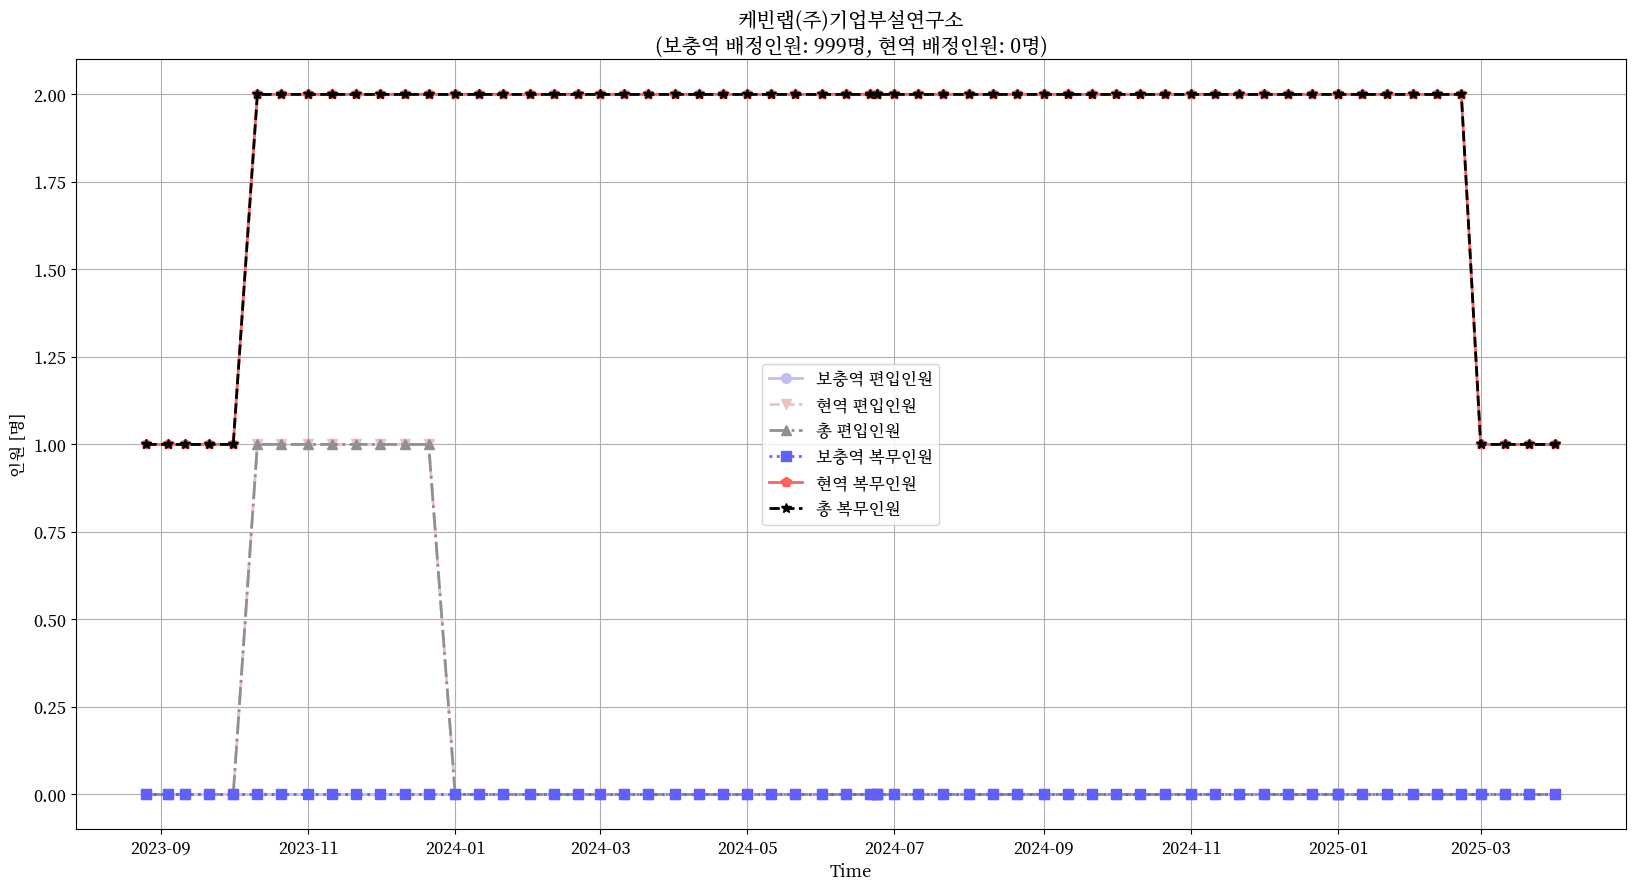 케빈랩(주)기업부설연구소
(보충역 배정인원: 999명, 현역 배정인원: 0명)
인원 [명]
2.00
1.75
1.50
1.25
1.00
0.75
0.50
0.25
0.00
보충역 편입인원
현역 편입인원
총 편입인원
보충역 복무인원
현역 복무인원
총 복무인원
2023-09
2023-11
2024-01
2024-03
2024-05
2024-07
2024-09
2024-11
2025-01
2025-03
Time